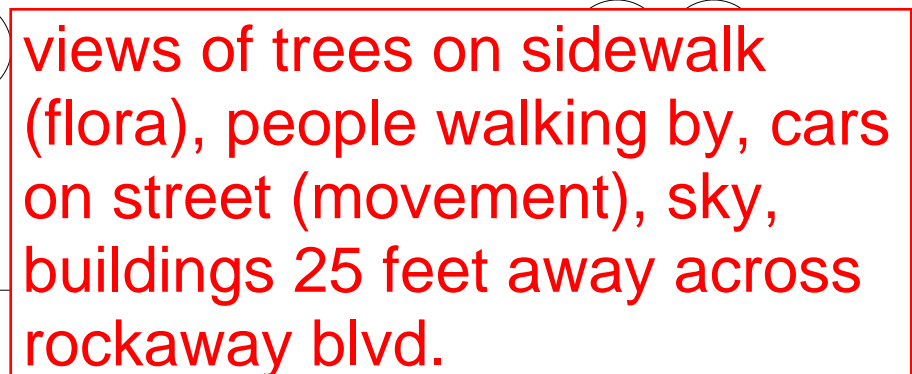 views of trees on sidewalk
(flora), people walking by, cars
on street (movement), sky,
buildings 25 feet away across
rockaway blvd.